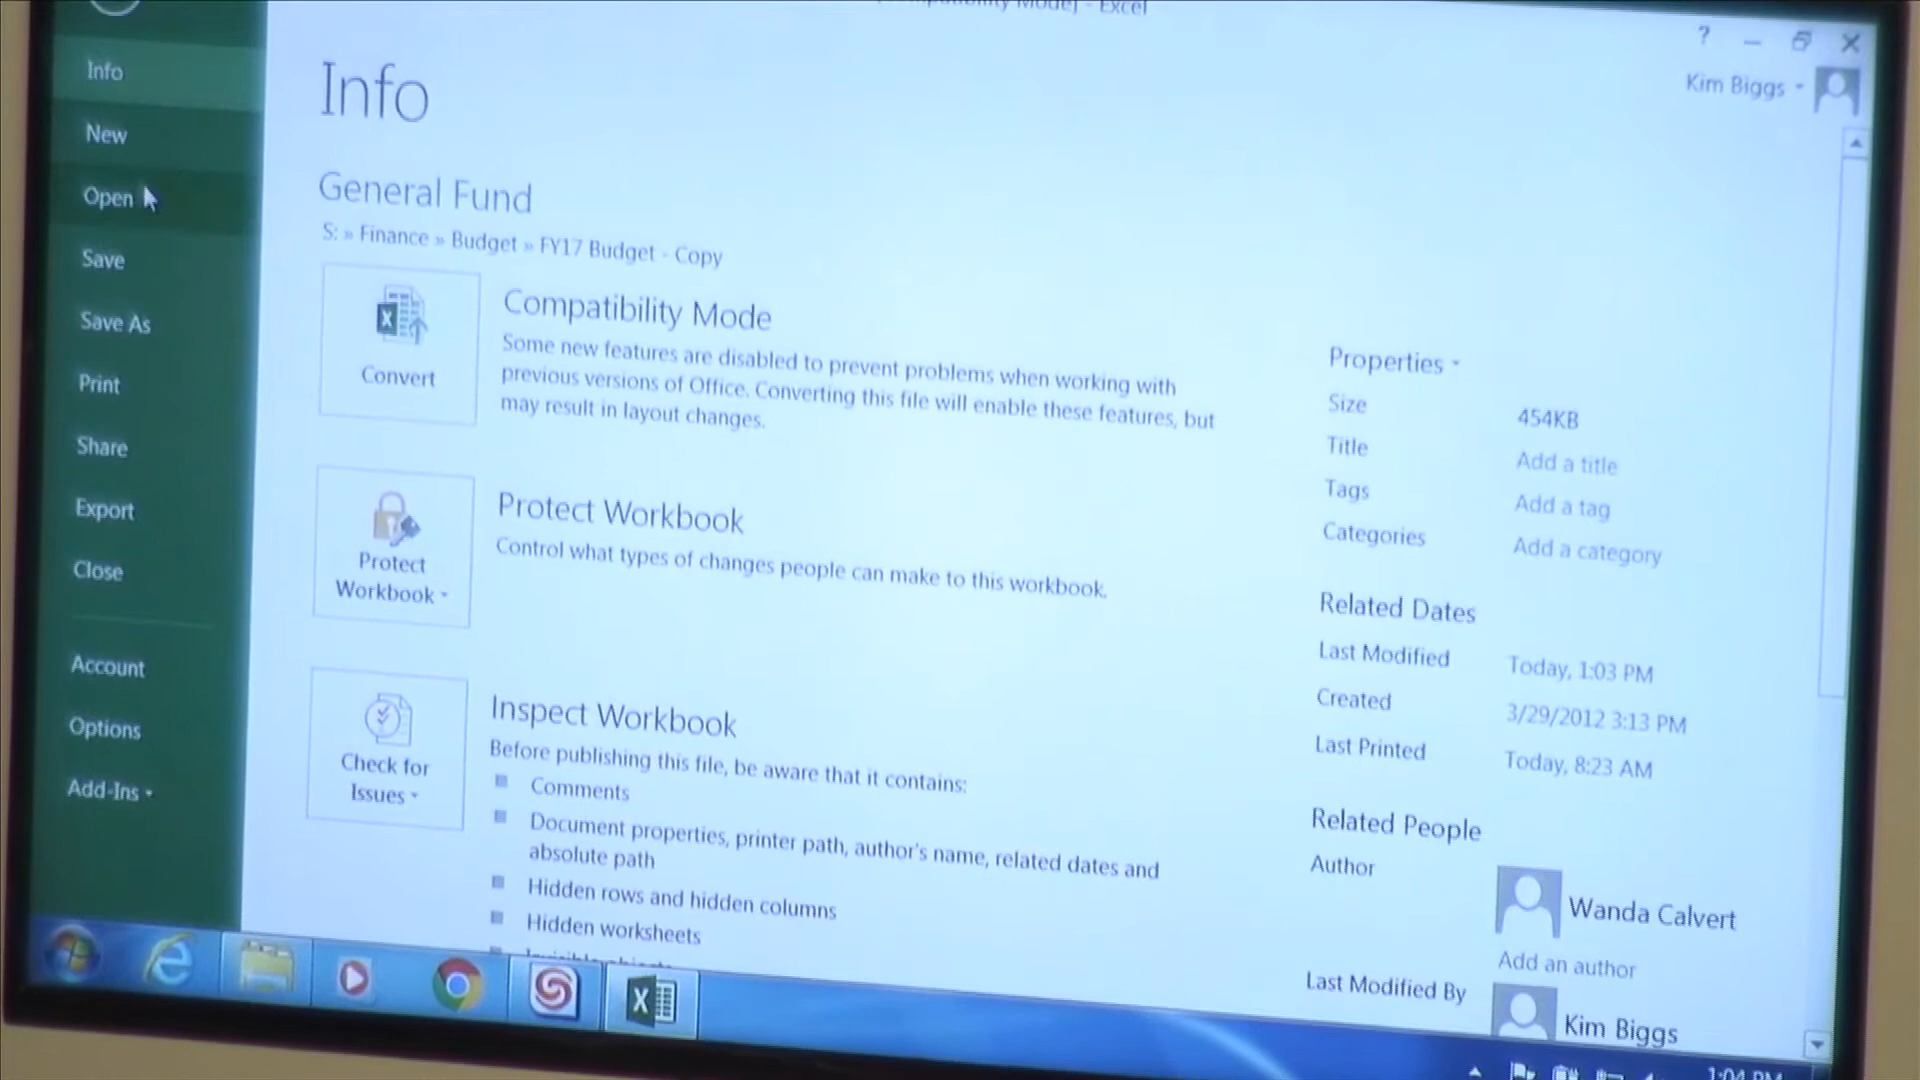 Mode] - Excel
?
Kim Biggs
Info
New
Open
Save
Save As
Print
Share
Export
Close
Account
Options
Add-Ins
Info
General Fund
S: » Finance » Budget » FY17 Budget - Copy
Convert
Compatibility Mode
Some new features are disabled to prevent problems when working with
previous versions of Office. Converting this file will enable these features, but
may result in layout changes.
Protect
Workbook
Protect Workbook
Control what types of changes people can make to this workbook.
Check for
Issues
Inspect Workbook
Before publishing this file, be aware that it contains:
Comments
Document properties, printer path, author's name, related dates and
absolute path
Hidden rows and hidden columns
Hidden worksheets
Properties
Size 454KB
Title Add a title
Tags Add a tag
Categories Add a category
Related Dates
Last Modified Today, 1:03 PM
Created 3/29/2012 3:13 PM
Last Printed Today, 8:23 AM
Related People
Author
Wanda Calvert
Add an author
Last Modified By
Kim Biggs
1:04 PM